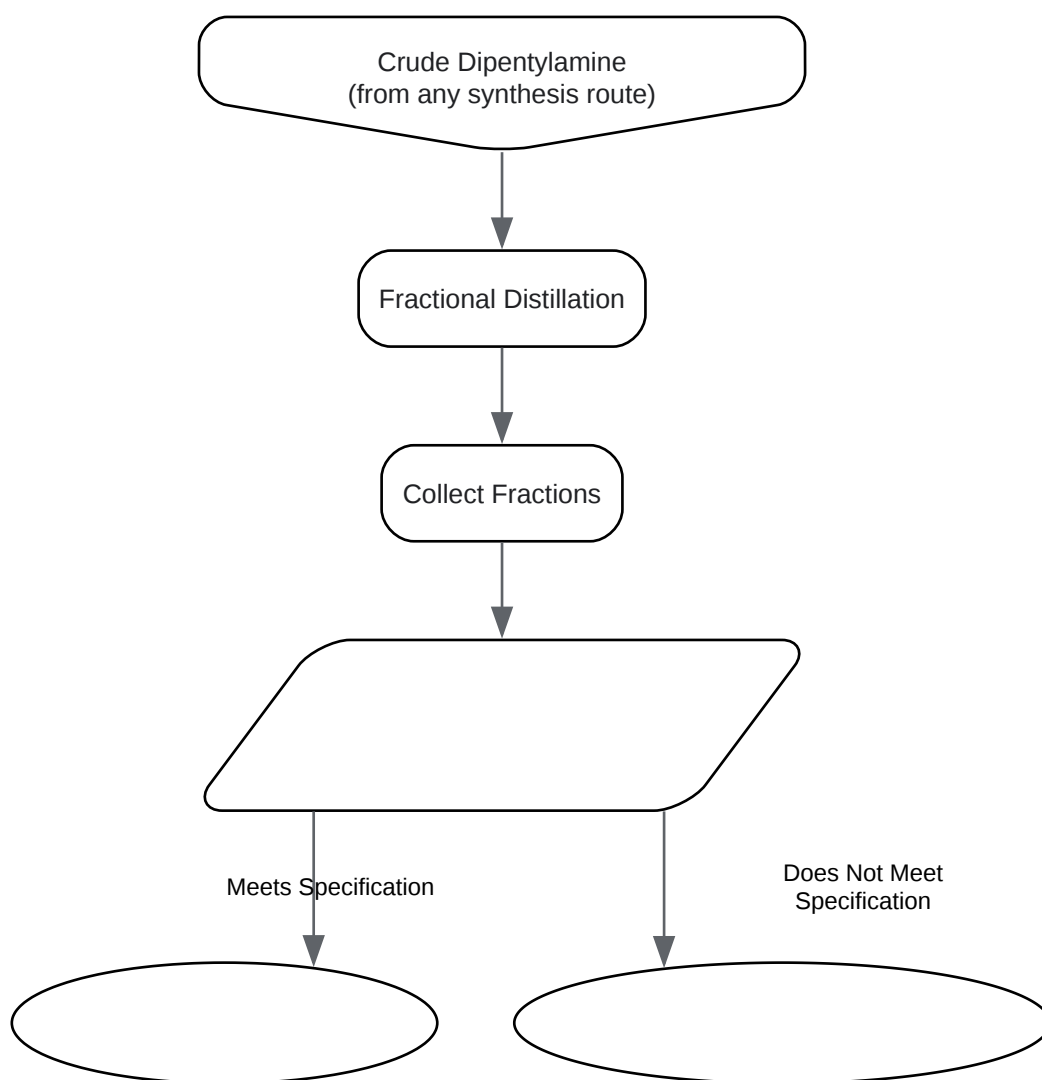 Crude Dipentylamine
(from any synthesis route)
Fractional Distillation
Collect Fractions
Meets Specification
Does Not Meet
Specification